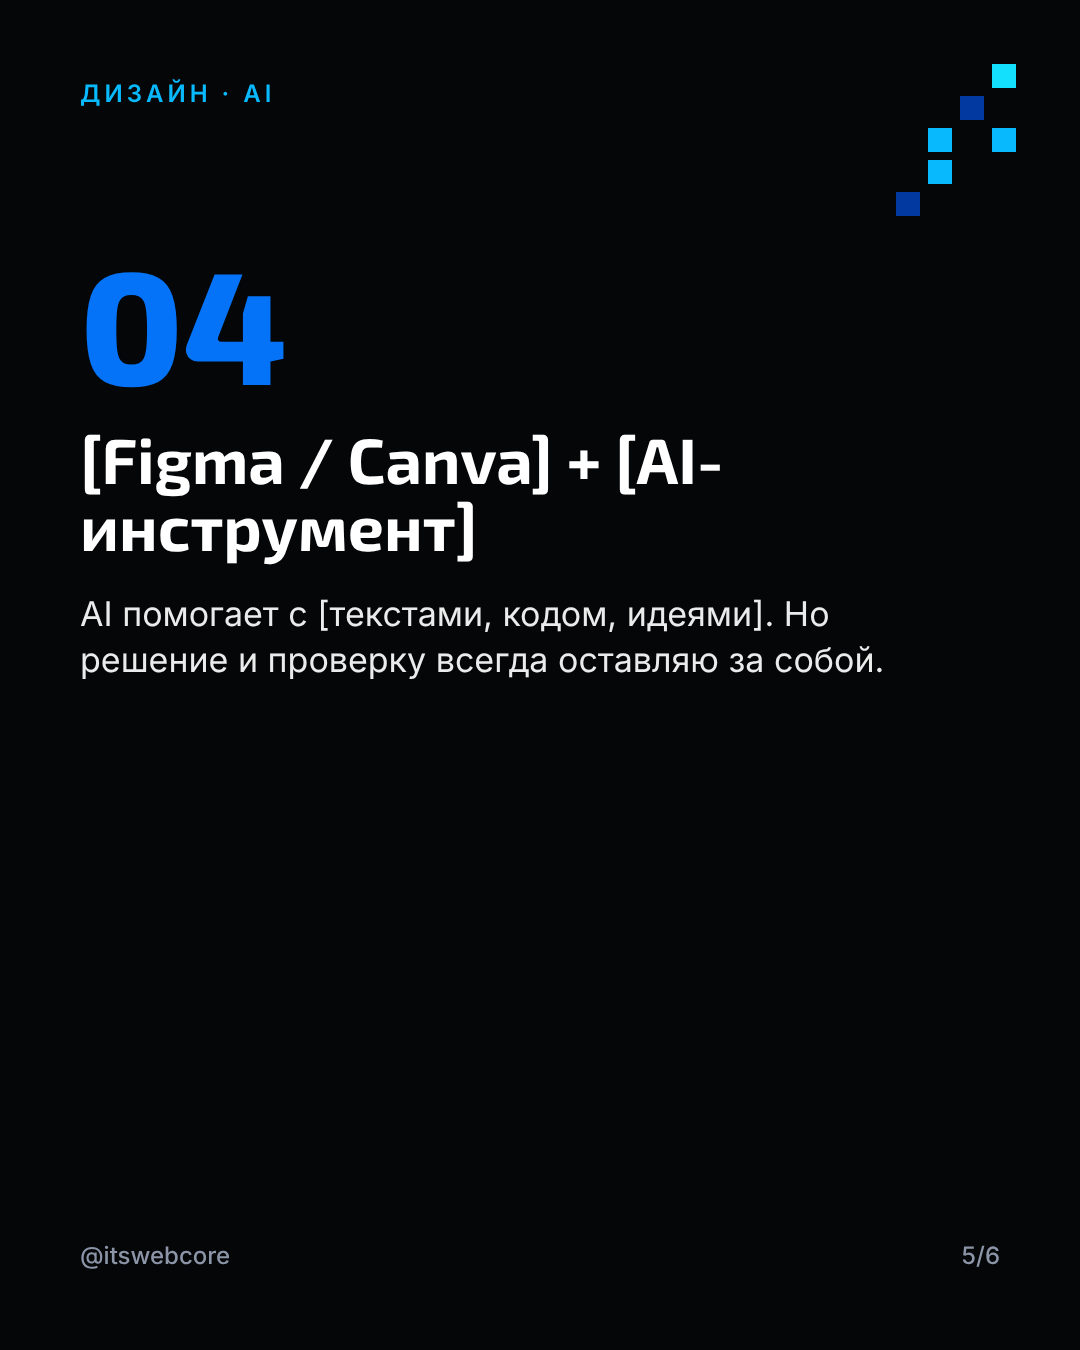 ДИЗАЙН · AI
04
[Figma / Canva] + [AI-
инструмент]
AI помогает с [текстами, кодом, идеями]. Но
решение и проверку всегда оставляю за собой.
@itswebcore
5/6